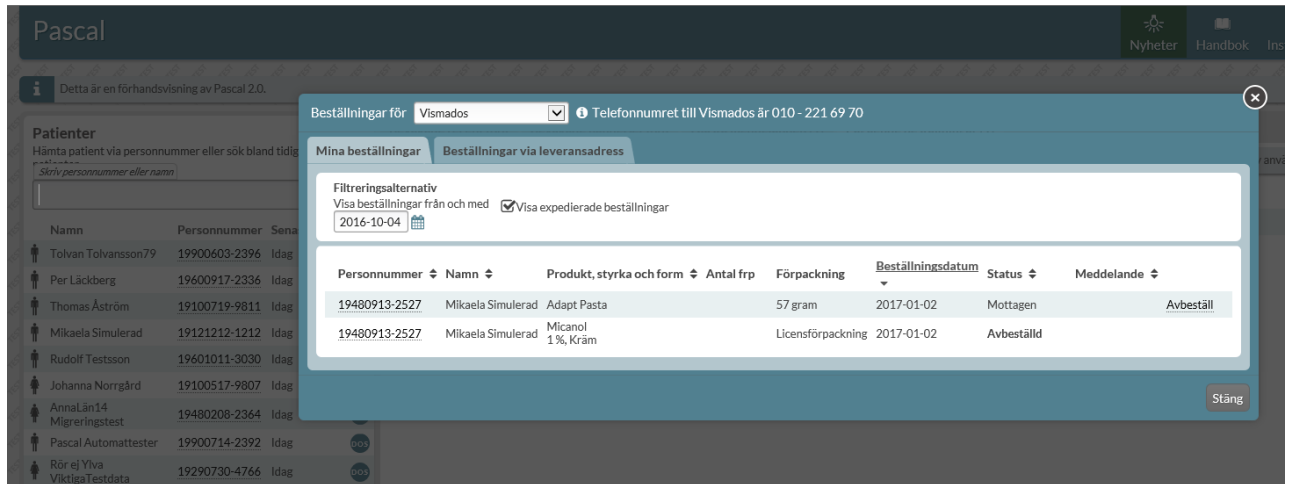 Pascal
Nyheter
Handbok
Ins
Detta är en förhandsvisning av Pascal 2.0.
Patienter
Hämta patient via personnummer eller sök bland tidig
Skriv personnummer eller namn
Namn Personnummer Sena
Tolvan Tolvansson79 19900603-2396 Idag
Per Läckberg 19600917-2336 Idag
Thomas Åström 19100719-9811 Idag
Mikaela Simulerad 19121212-1212 Idag
Rudolf Testsson 19601011-3030 Idag
Johanna Norrgård 19100517-9807 Idag
AnnaLän14
Migreringstest 19480208-2364 Idag
Pascal Automattester 19900714-2392 Idag DOS
Rör ej Ylva
ViktigaTestdata 19290730-4766 Idag DOS
Beställningar för Vismados Telefonnumret till Vismados är 010 - 221 69 70
Mina beställningar Beställningar via leveransadress
Filtreringsalternativ
Visa beställningar från och med Visa expedierade beställningar
2016-10-04
Personnummer Namn Produkt, styrka och form Antal frp Förpackning Beställningsdatum Status Meddelande
19480913-2527 Mikaela Simulerad Adapt Pasta 57 gram 2017-01-02 Mottagen Avbeställ
19480913-2527 Mikaela Simulerad Micanol
1 %, Kräm Licensförpackning 2017-01-02 Avbeställd
Stäng